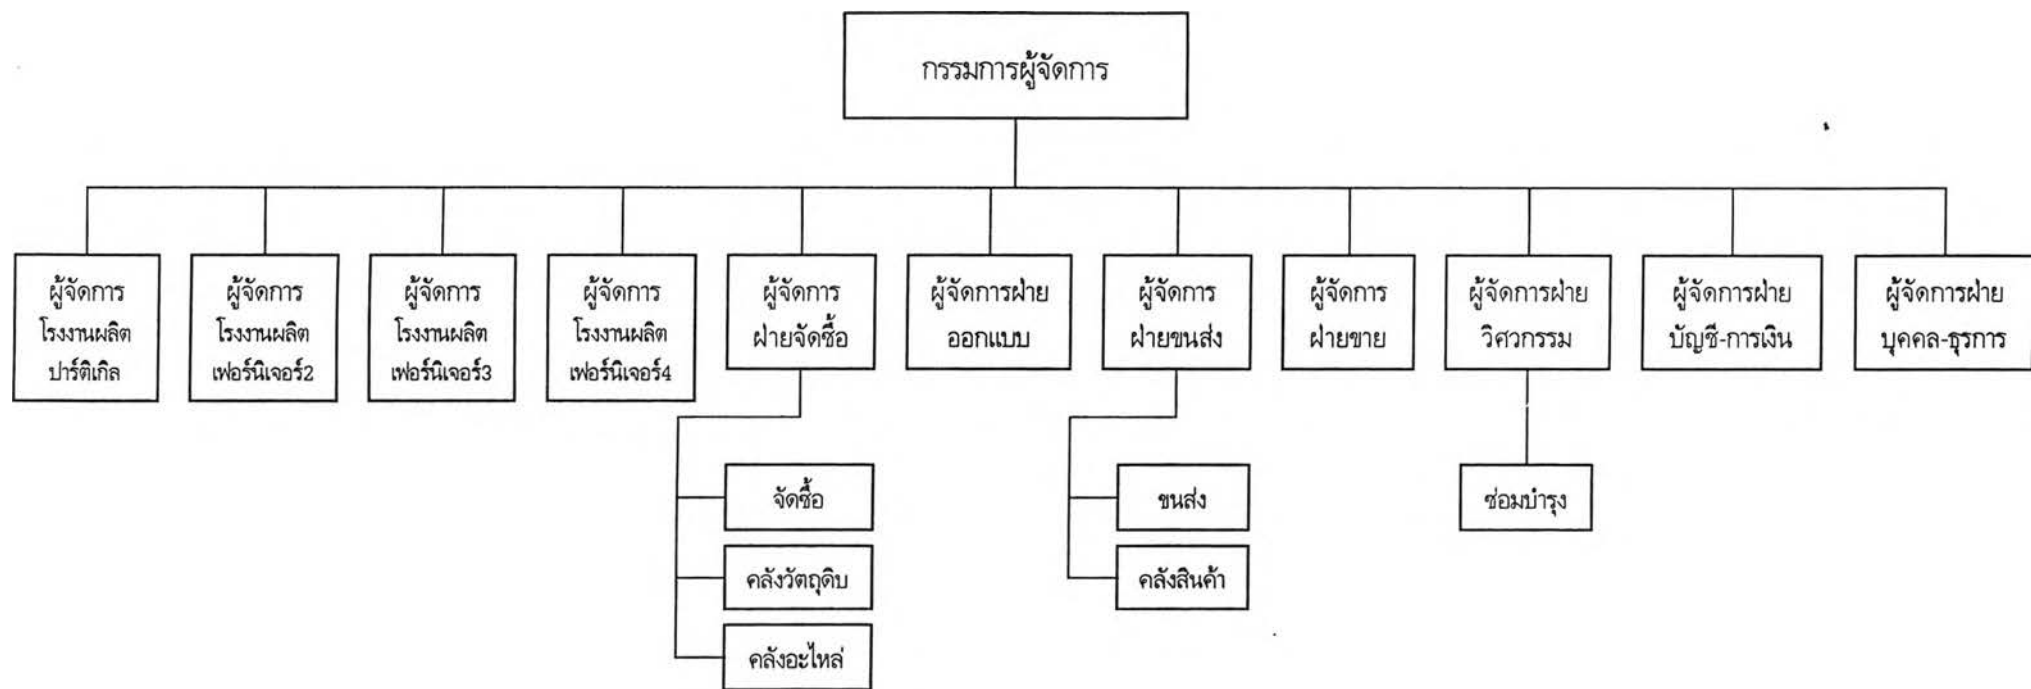 กรรมการผู้จัดการ
ผู้จัดการ
โรงงานผลิต
ปาร์ติเกิล
ผู้จัดการ
โรงงานผลิต
เฟอร์นิเจอร์2
ผู้จัดการ
โรงงานผลิต
เฟอร์นิเจอร์3
ผู้จัดการ
โรงงานผลิต
เฟอร์นิเจอร์4
ผู้จัดการ
ฝ่ายจัดซื้อ
ผู้จัดการฝ่าย
ออกแบบ
ผู้จัดการ
ฝ่ายขนส่ง
ผู้จัดการ
ฝ่ายขาย
ผู้จัดการฝ่าย
วิศวกรรม
ผู้จัดการฝ่าย
บัญชี-การเงิน
ผู้จัดการฝ่าย
บุคคล-ธุรการ
จัดซื้อ
คลังวัตถุดิบ
คลังอะไหล่
ขนส่ง
คลังสินค้า
ซ่อมบำรุง